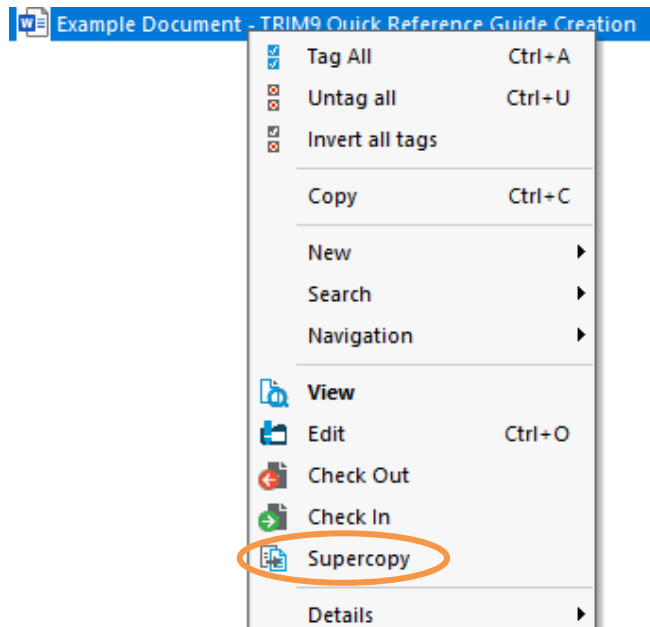 Example Document - TRIM9 Quick Reference Guide Creation
Tag All Ctrl+A
Untag all Ctrl+U
Invert all tags
Copy Ctrl+C
New
Search
Navigation
View
Edit Ctrl+O
Check Out
Check In
Supercopy
Details